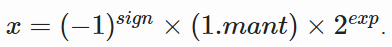 x = (−1)^{sign} × (1.mant) × 2^{exp}.